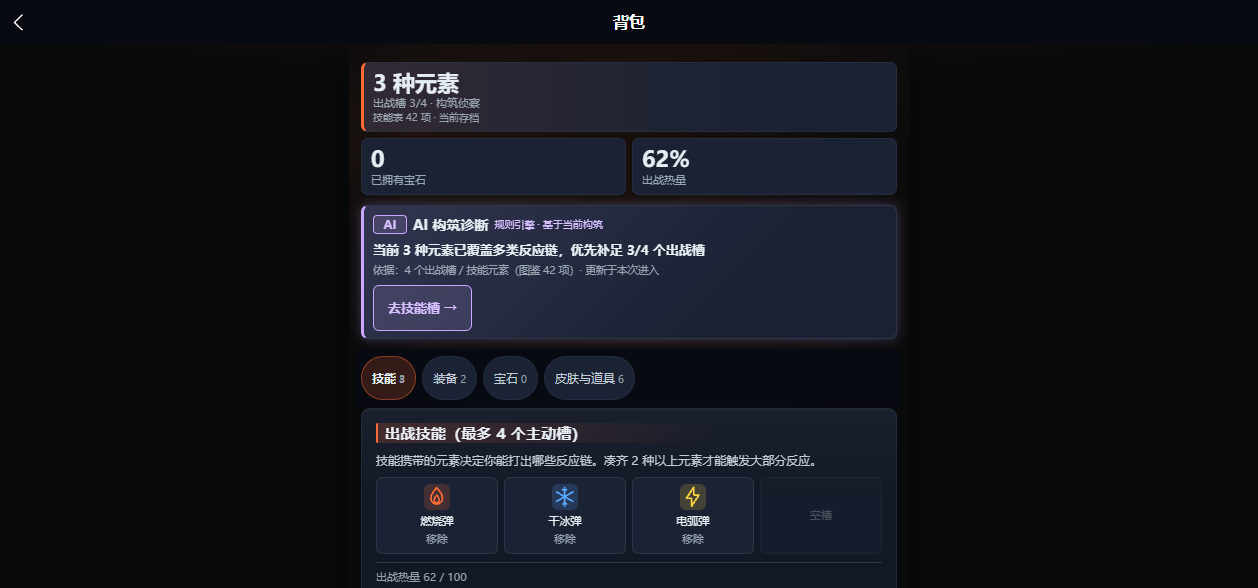 背包
3 种元素
出战槽 3/4 · 构筑侦察
技能表 42 项 · 当前存档
0
已拥有宝石
62%
出战热量
AI AI 构筑诊断 规则引擎 · 基于当前构筑
当前 3 种元素已覆盖多类反应链，优先补足 3/4 个出战槽
依据：4 个出战槽 / 技能元素（图鉴 42 项）· 更新于本次进入
去技能槽 →
技能 3 装备 2 宝石 0 皮肤与道具 6
出战技能（最多 4 个主动槽）
技能携带的元素决定你能打出哪些反应链。凑齐 2 种以上元素才能触发大部分反应。
燃烧弹 干冰弹 电弧弹 空槽
移除 移除 移除
出战热量 62 / 100